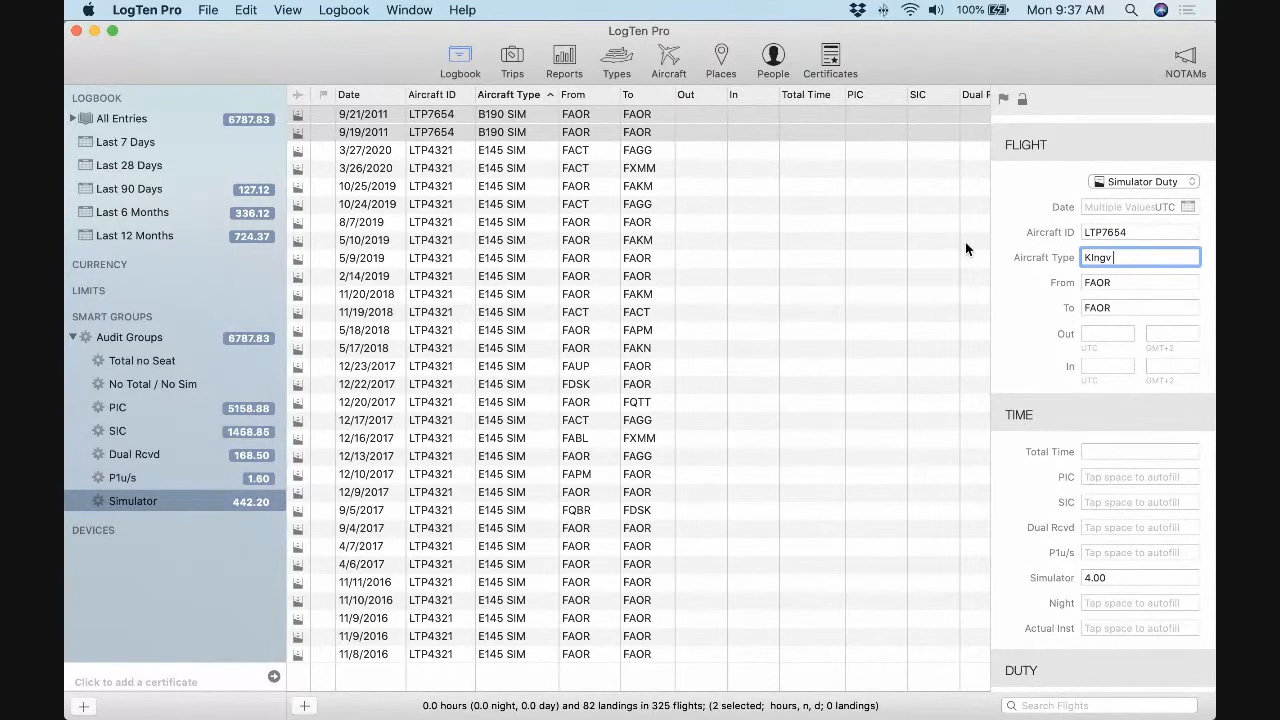 LogTen Pro File Edit View Logbook Window Help 100% Mon 9:37 AM
LogTen Pro
Logbook Trips Reports Types Aircraft Places People Certificates NOTAMs
LOGBOOK
All Entries 6787.83
Last 7 Days
Last 28 Days
Last 90 Days 127.12
Last 6 Months 336.12
Last 12 Months 724.37
CURRENCY
LIMITS
SMART GROUPS
Audit Groups 6787.83
Total no Seat
No Total / No Sim
PIC 5158.88
SIC 1458.85
Dual Rcvd 168.50
P1u/s 1.60
Simulator 442.20
DEVICES
Click to add a certificate
Date Aircraft ID Aircraft Type From To Out In Total Time PIC SIC Dual R
9/21/2011 LTP7654 B190 SIM FAOR FAOR
9/19/2011 LTP7654 B190 SIM FAOR FAOR
3/27/2020 LTP4321 E145 SIM FACT FAGG
3/26/2020 LTP4321 E145 SIM FACT FXMM
10/25/2019 LTP4321 E145 SIM FAOR FAKM
10/24/2019 LTP4321 E145 SIM FACT FAGG
8/7/2019 LTP4321 E145 SIM FAOR FAOR
5/10/2019 LTP4321 E145 SIM FAOR FAKM
5/9/2019 LTP4321 E145 SIM FAOR FAOR
2/14/2019 LTP4321 E145 SIM FAOR FAOR
11/20/2018 LTP4321 E145 SIM FAOR FAKM
11/19/2018 LTP4321 E145 SIM FACT FACT
5/18/2018 LTP4321 E145 SIM FAOR FAPM
5/17/2018 LTP4321 E145 SIM FAOR FAKN
12/23/2017 LTP4321 E145 SIM FAUP FAOR
12/22/2017 LTP4321 E145 SIM FDSK FAOR
12/20/2017 LTP4321 E145 SIM FAOR FQTT
12/17/2017 LTP4321 E145 SIM FACT FAGG
12/16/2017 LTP4321 E145 SIM FABL FXMM
12/13/2017 LTP4321 E145 SIM FAOR FAGG
12/10/2017 LTP4321 E145 SIM FAPM FAOR
12/9/2017 LTP4321 E145 SIM FAOR FAOR
9/5/2017 LTP4321 E145 SIM FQBR FDSK
9/4/2017 LTP4321 E145 SIM FAOR FAOR
4/7/2017 LTP4321 E145 SIM FAOR FAOR
4/6/2017 LTP4321 E145 SIM FAOR FAOR
11/11/2016 LTP4321 E145 SIM FAOR FAOR
11/10/2016 LTP4321 E145 SIM FAOR FAOR
11/9/2016 LTP4321 E145 SIM FAOR FAOR
11/9/2016 LTP4321 E145 SIM FAOR FAOR
11/8/2016 LTP4321 E145 SIM FAOR FAOR
0.0 hours (0.0 night, 0.0 day) and 82 landings in 325 flights; (2 selected; hours, n, d; 0 landings)
FLIGHT
Simulator Duty
Date Multiple Values UTC
Aircraft ID LTP7654
Aircraft Type KIngv
From FAOR
To FAOR
Out
UTC GMT+2
In
UTC GMT+2
TIME
Total Time
PIC Tap space to autofill
SIC Tap space to autofill
Dual Rcvd Tap space to autofill
P1u/s Tap space to autofill
Simulator 4.00
Night Tap space to autofill
Actual Inst Tap space to autofill
DUTY
Search Flights